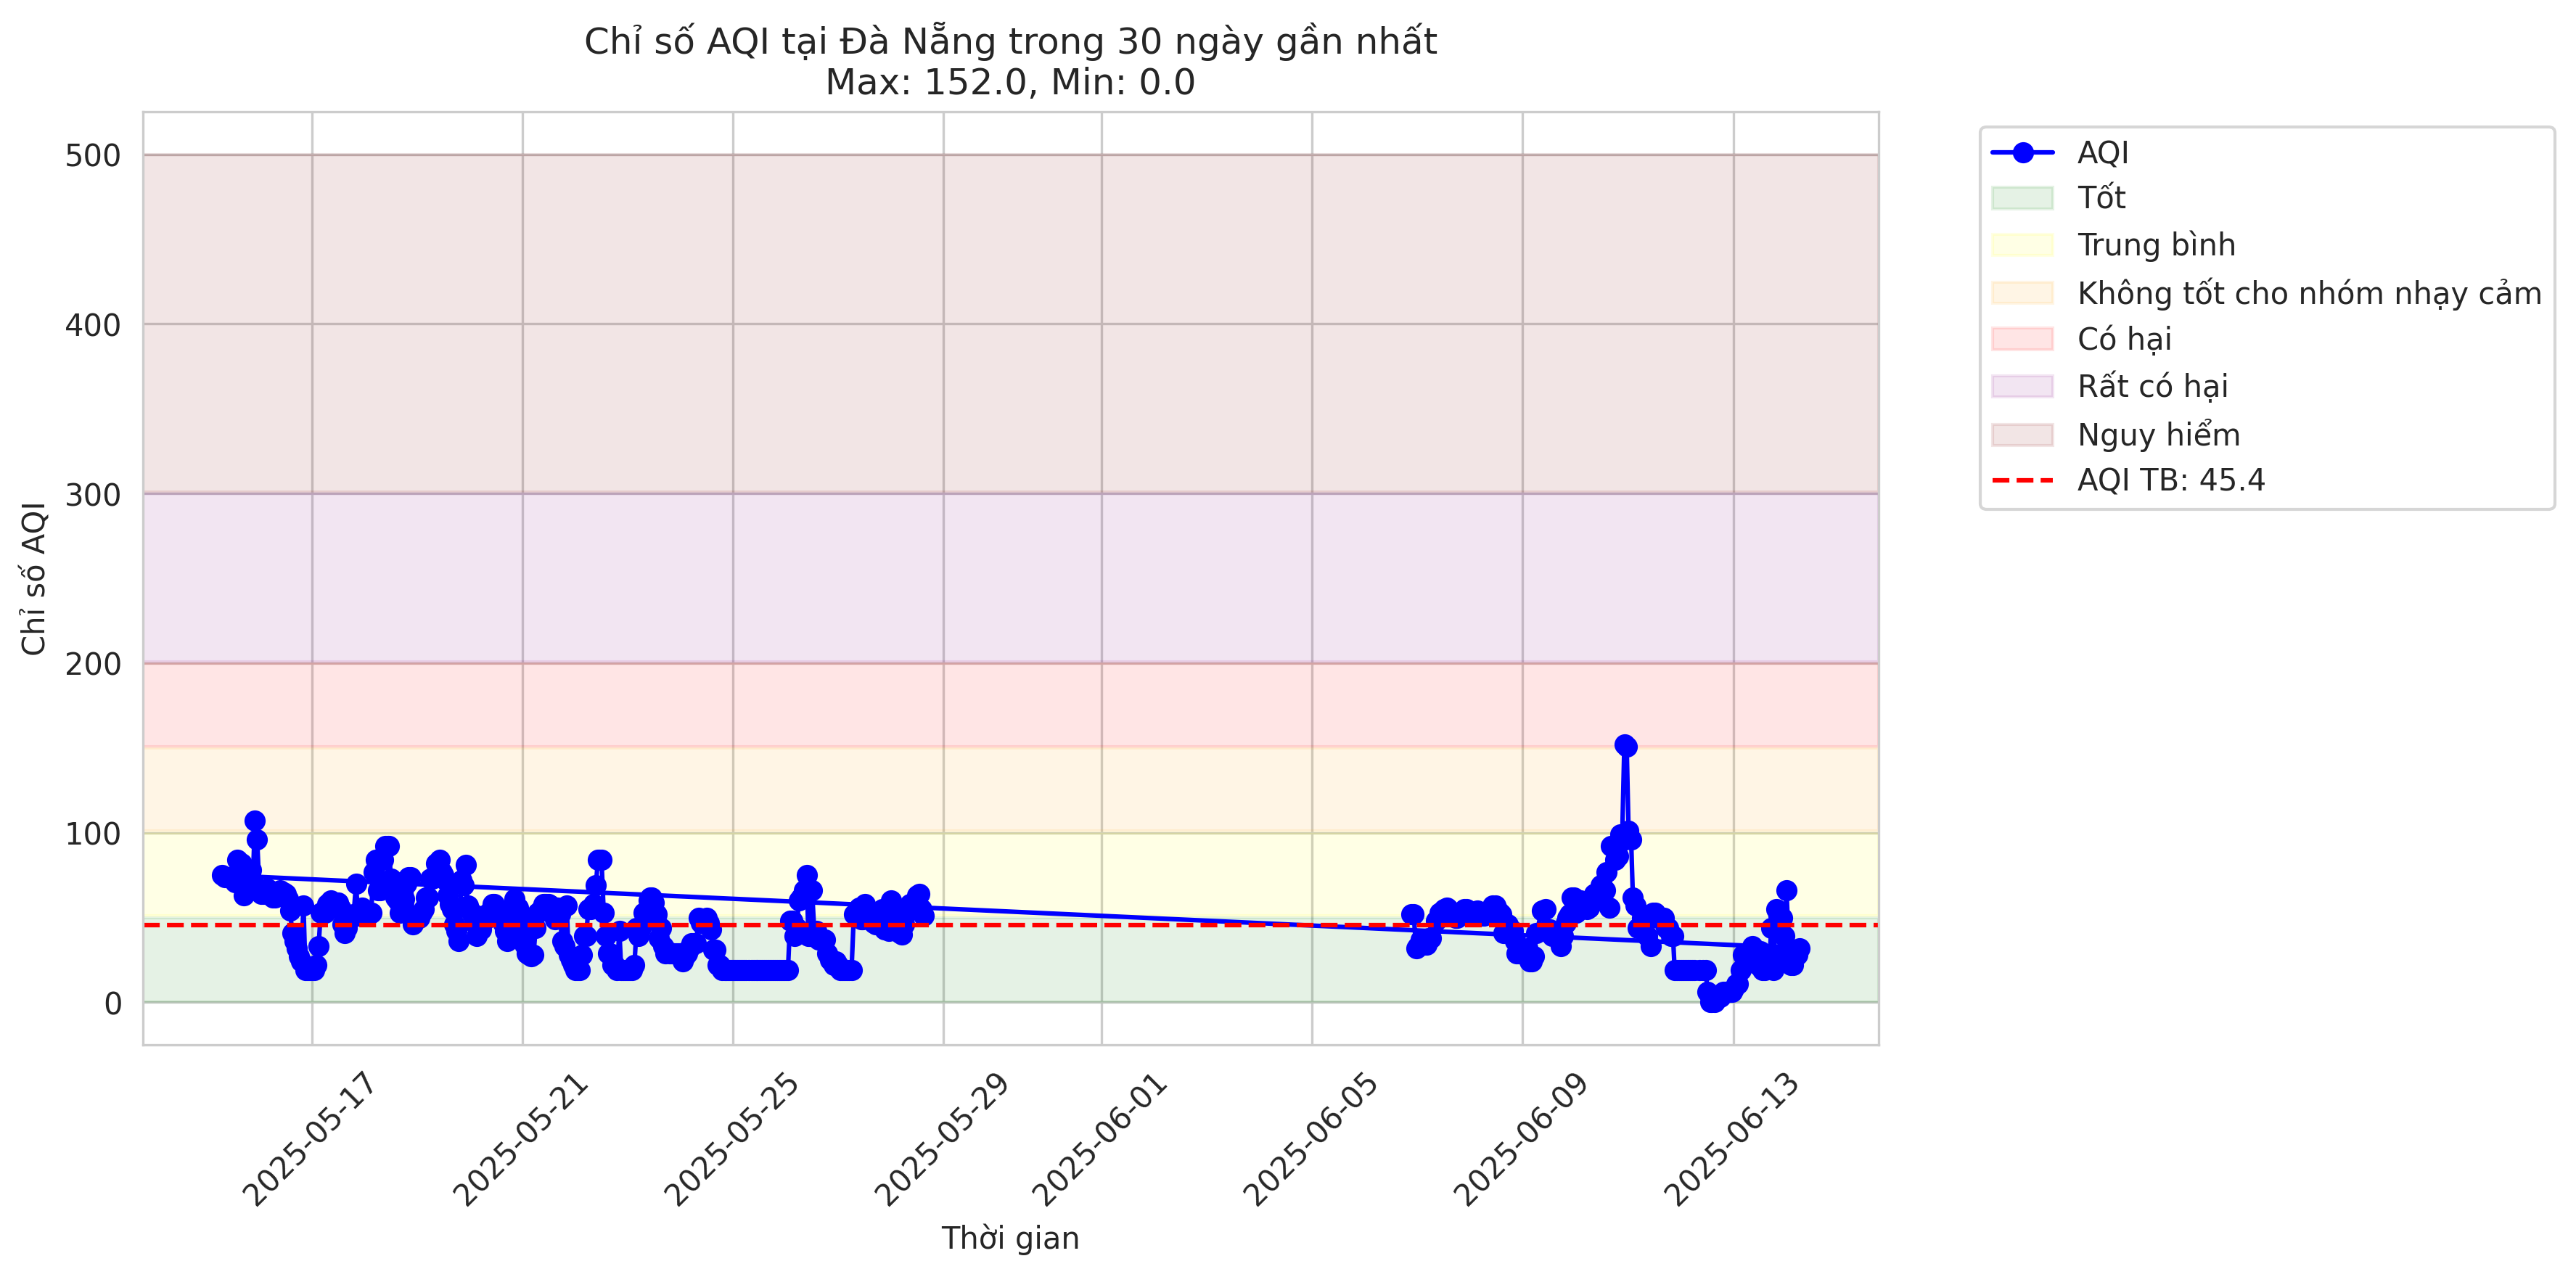 Chỉ số AQI tại Đà Nẵng trong 30 ngày gần nhất
Max: 152.0, Min: 0.0
Chỉ số AQI
500
400
300
200
100
0
2025-05-17
2025-05-21
2025-05-25
2025-05-29
2025-06-01
2025-06-05
2025-06-09
2025-06-13
Thời gian
AQI
Tốt
Trung bình
Không tốt cho nhóm nhạy cảm
Có hại
Rất có hại
Nguy hiểm
AQI TB: 45.4